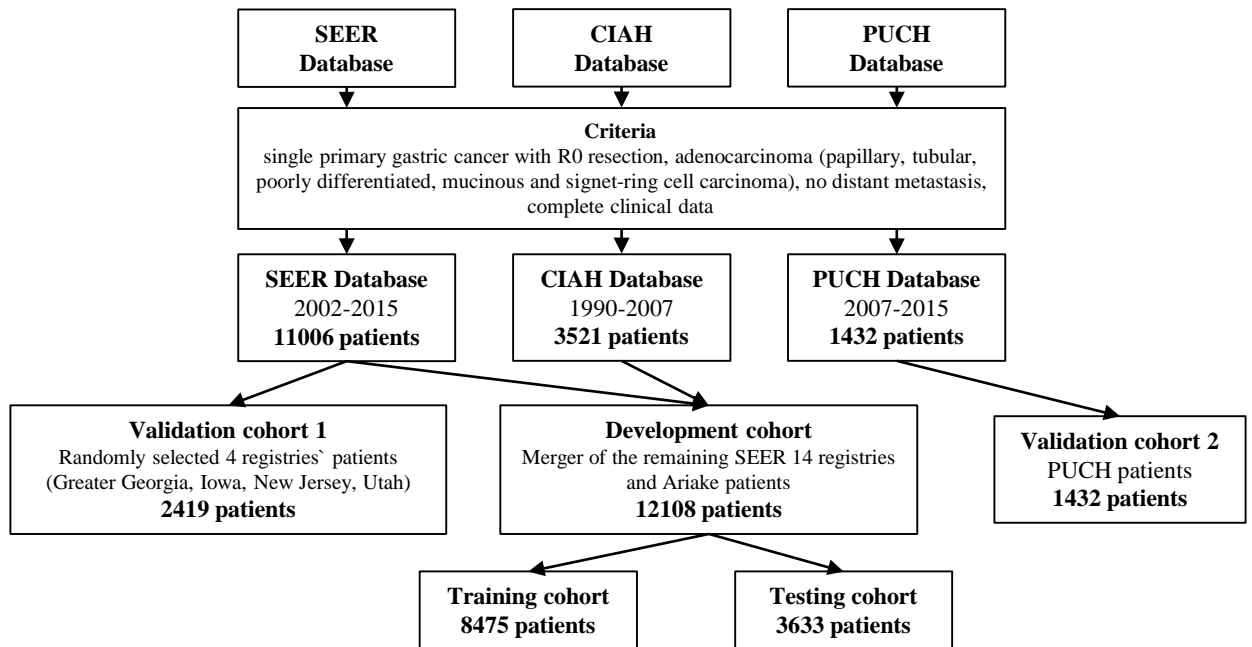 SEER
Database
CIAH
Database
PUCH
Database
Criteria
single primary gastric cancer with R0 resection, adenocarcinoma (papillary, tubular,
poorly differentiated, mucinous and signet-ring cell carcinoma), no distant metastasis,
complete clinical data
SEER Database
2002-2015
11006 patients
CIAH Database
1990-2007
3521 patients
PUCH Database
2007-2015
1432 patients
Validation cohort 1
Randomly selected 4 registries` patients
(Greater Georgia, Iowa, New Jersey, Utah)
2419 patients
Development cohort
Merger of the remaining SEER 14 registries
and Ariake patients
12108 patients
Validation cohort 2
PUCH patients
1432 patients
Training cohort
8475 patients
Testing cohort
3633 patients